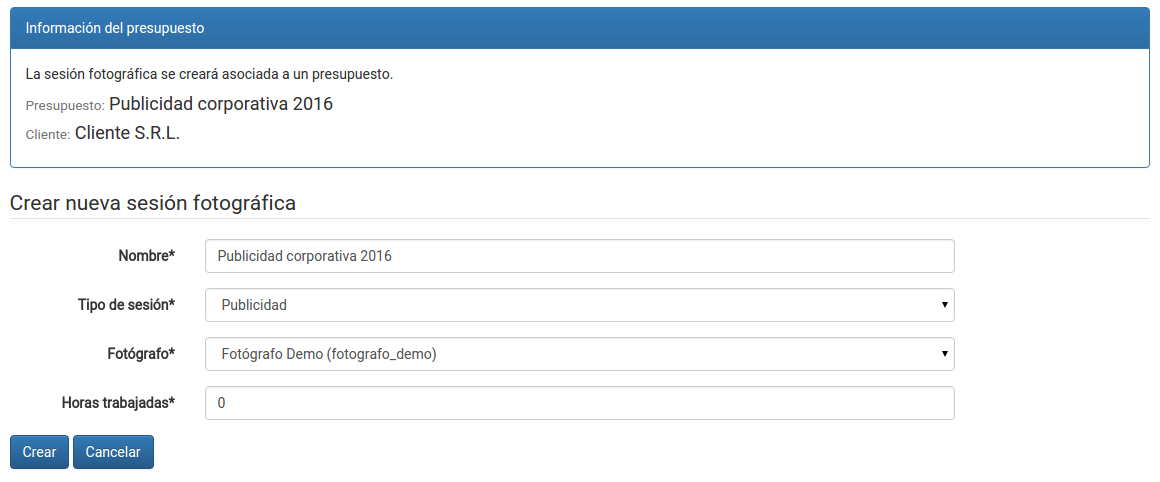 Información del presupuesto
La sesión fotográfica se creará asociada a un presupuesto.
Presupuesto: Publicidad corporativa 2016
Cliente: Cliente S.R.L.
Crear nueva sesión fotográfica
Nombre* Publicidad corporativa 2016
Tipo de sesión* Publicidad
Fotógrafo* Fotógrafo Demo (fotografo_demo)
Horas trabajadas* 0
Crear Cancelar